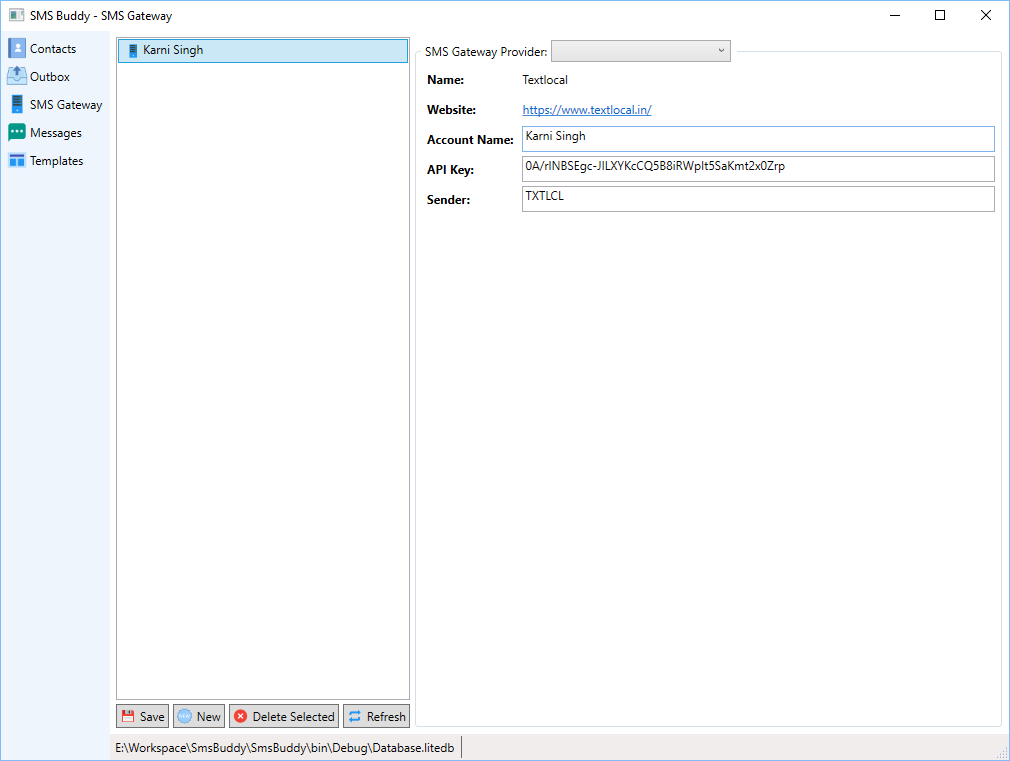 SMS Buddy - SMS Gateway
Contacts
Outbox
SMS Gateway
Messages
Templates
Karni Singh
SMS Gateway Provider:
Name: Textlocal
Website: https://www.textlocal.in/
Account Name: Karni Singh
API Key: 0A/rINBSEgc-JILXYKcCQ5B8iRWpIt5SaKmt2x0Zrp
Sender: TXTLCL
Save New Delete Selected Refresh
E:\Workspace\SmsBuddy\SmsBuddy\bin\Debug\Database.litedb